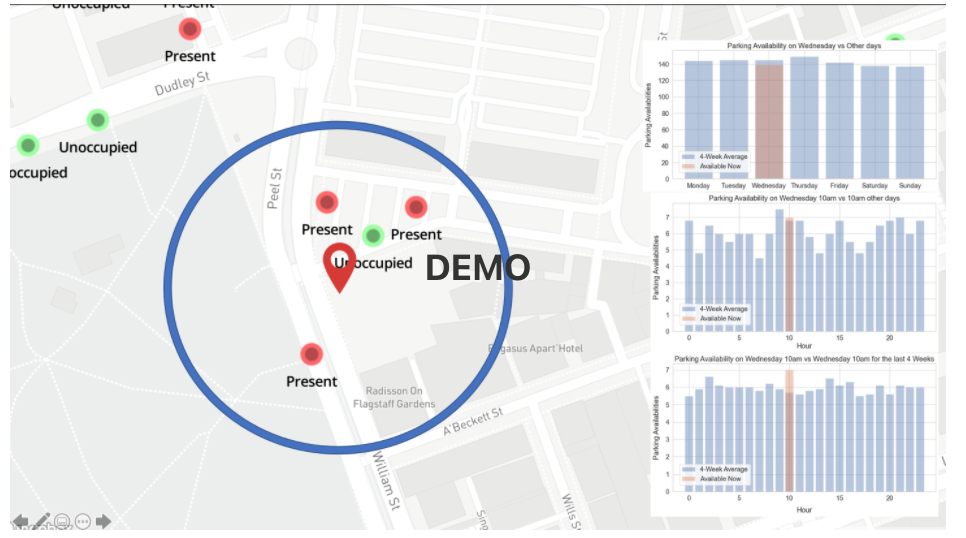 Unoccupied
Present
Present
Dudley St
Unoccupied
occupied
Peel St
Present
Present
Unoccupied
DEMO
Present
Pegasus Apart'Hotel
Radisson On
Flagstaff Gardens
A'Beckett St
William St
Wills St
Sing
St
Parking Availability on Wednesday vs Other days
Parking Availabilities
140
120
100
80
60
40
20
0
4-Week Average
Available Now
Monday Tuesday Wednesday Thursday Friday Saturday Sunday
Parking Availability on Wednesday 10am vs 10am other days
Parking Availabilities
7
6
5
4
3
2
1
0
4-Week Average
Available Now
0 5 10 15 20
Hour
Parking Availability on Wednesday 10am vs Wednesday 10am for the last 4 Weeks
Parking Availabilities
7
6
5
4
3
2
1
0
4-Week Average
Available Now
0 5 10 15 20
Hour